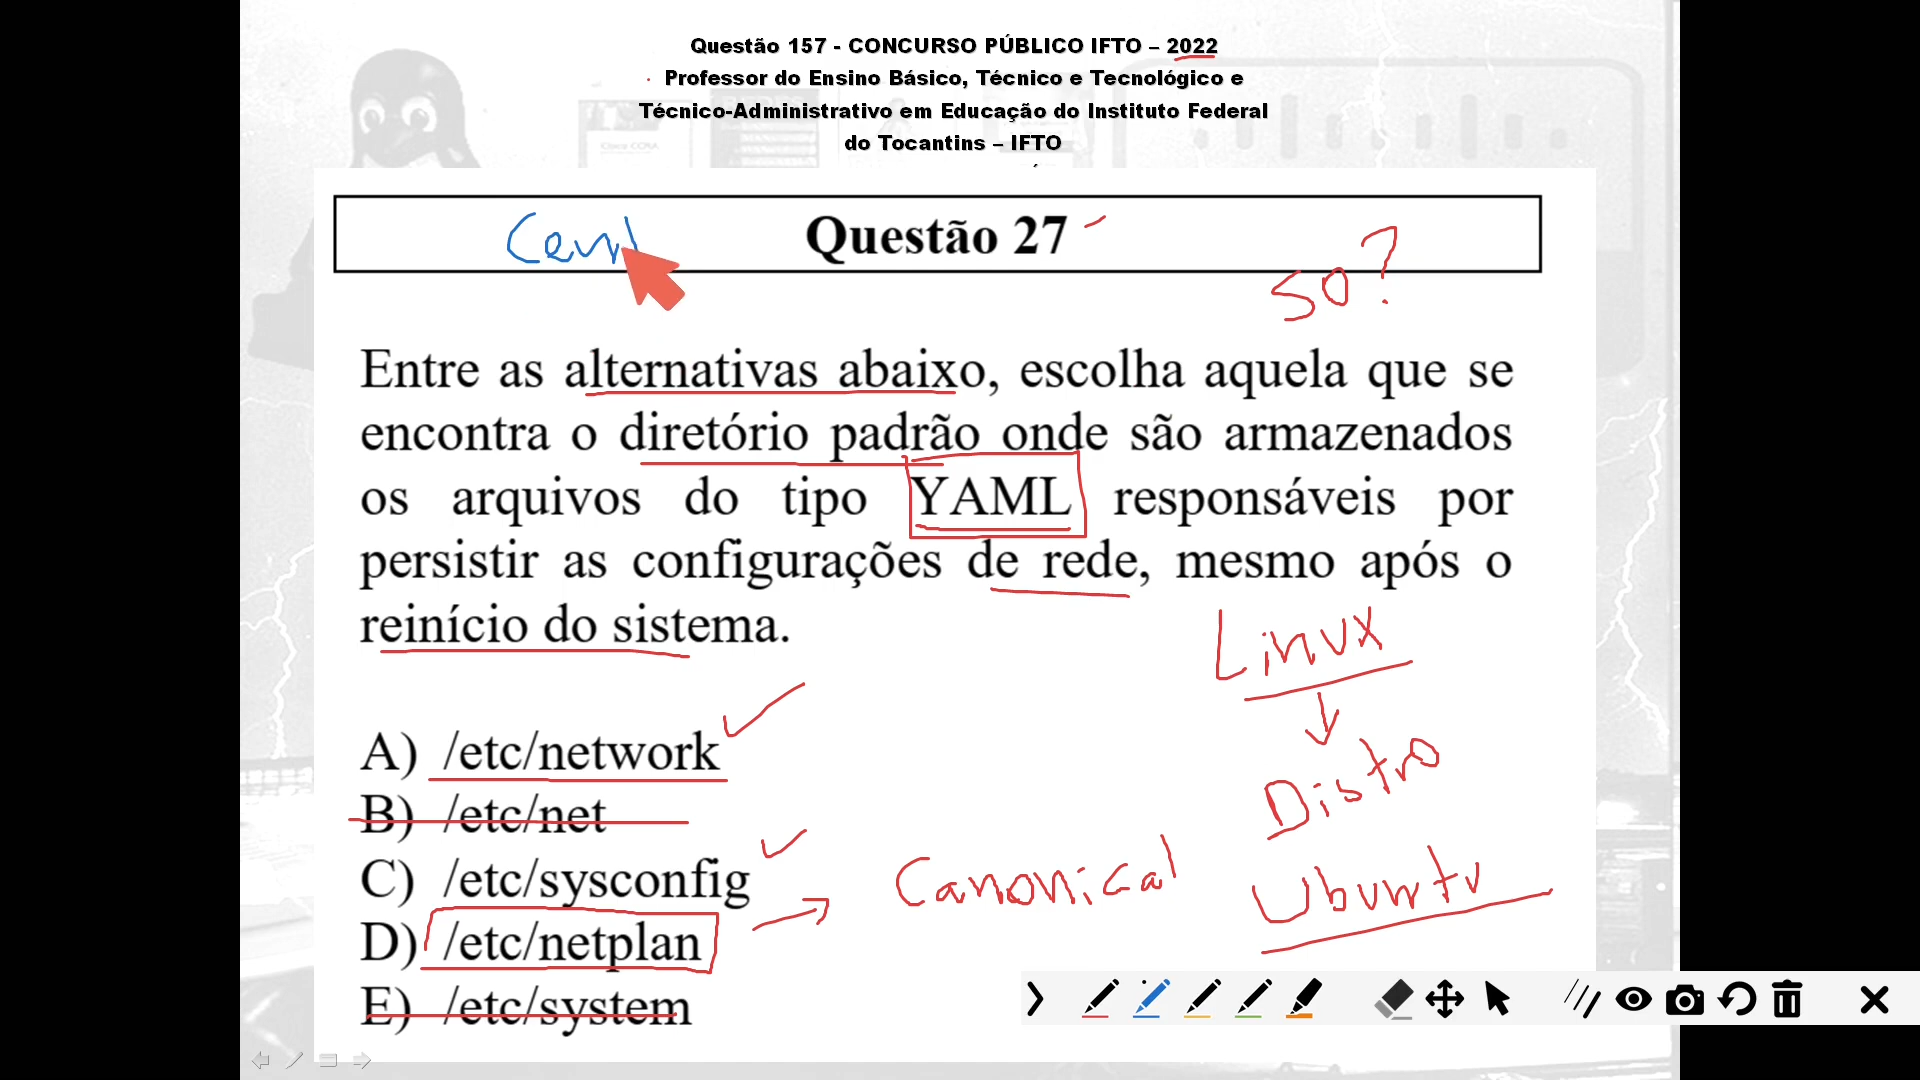 Questão 157 - CONCURSO PÚBLICO IFTO – 2022
Professor do Ensino Básico, Técnico e Tecnológico e
Técnico-Administrativo em Educação do Instituto Federal
do Tocantins – IFTO
Cent
Questão 27
SO?
Entre as alternativas abaixo, escolha aquela que se
encontra o diretório padrão onde são armazenados
os arquivos do tipo YAML responsáveis por
persistir as configurações de rede, mesmo após o
reinício do sistema.
Linux
Distro
Ubuntu
A) /etc/network
B) /etc/net
C) /etc/sysconfig
Canonical
D) /etc/netplan
E) /etc/system